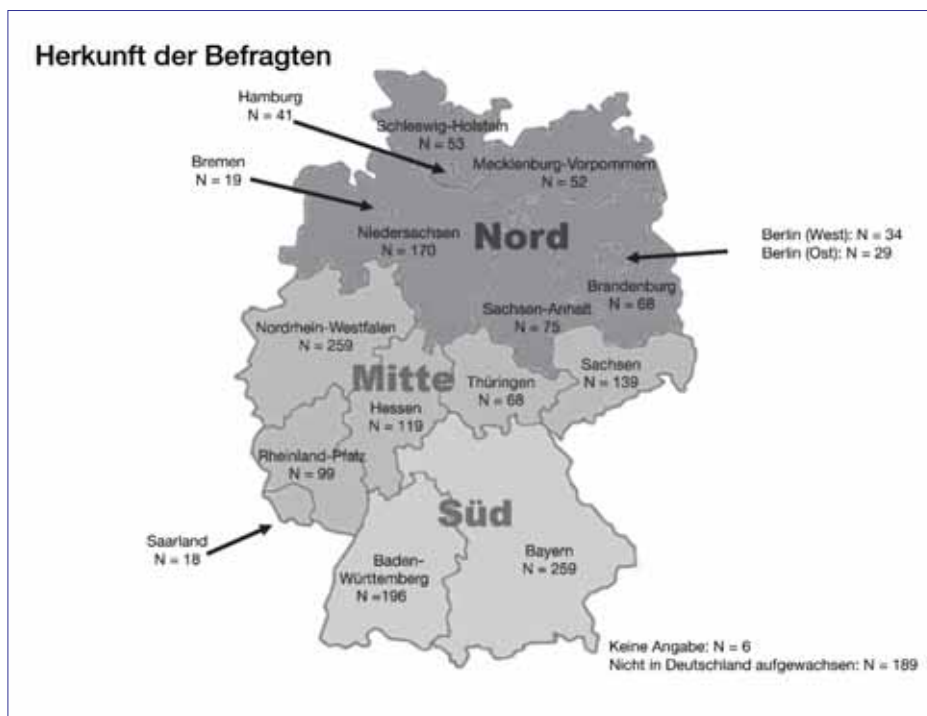 Herkunft der Befragten
Hamburg
N = 41
Schleswig-Holstein
N = 53
Mecklenburg-Vorpommern
N = 52
Bremen
N = 19
Niedersachsen
N = 170
Nord
Berlin (West): N = 34
Berlin (Ost): N = 29
Brandenburg
N = 68
Sachsen-Anhalt
N = 75
Nordrhein-Westfalen
N = 259
Mitte
Sachsen
N = 139
Thüringen
N = 68
Hessen
N = 119
Rheinland-Pfalz
N = 99
Süd
Saarland
N = 18
Baden-
Württemberg
N =196
Bayern
N = 259
Keine Angabe: N = 6
Nicht in Deutschland aufgewachsen: N = 189